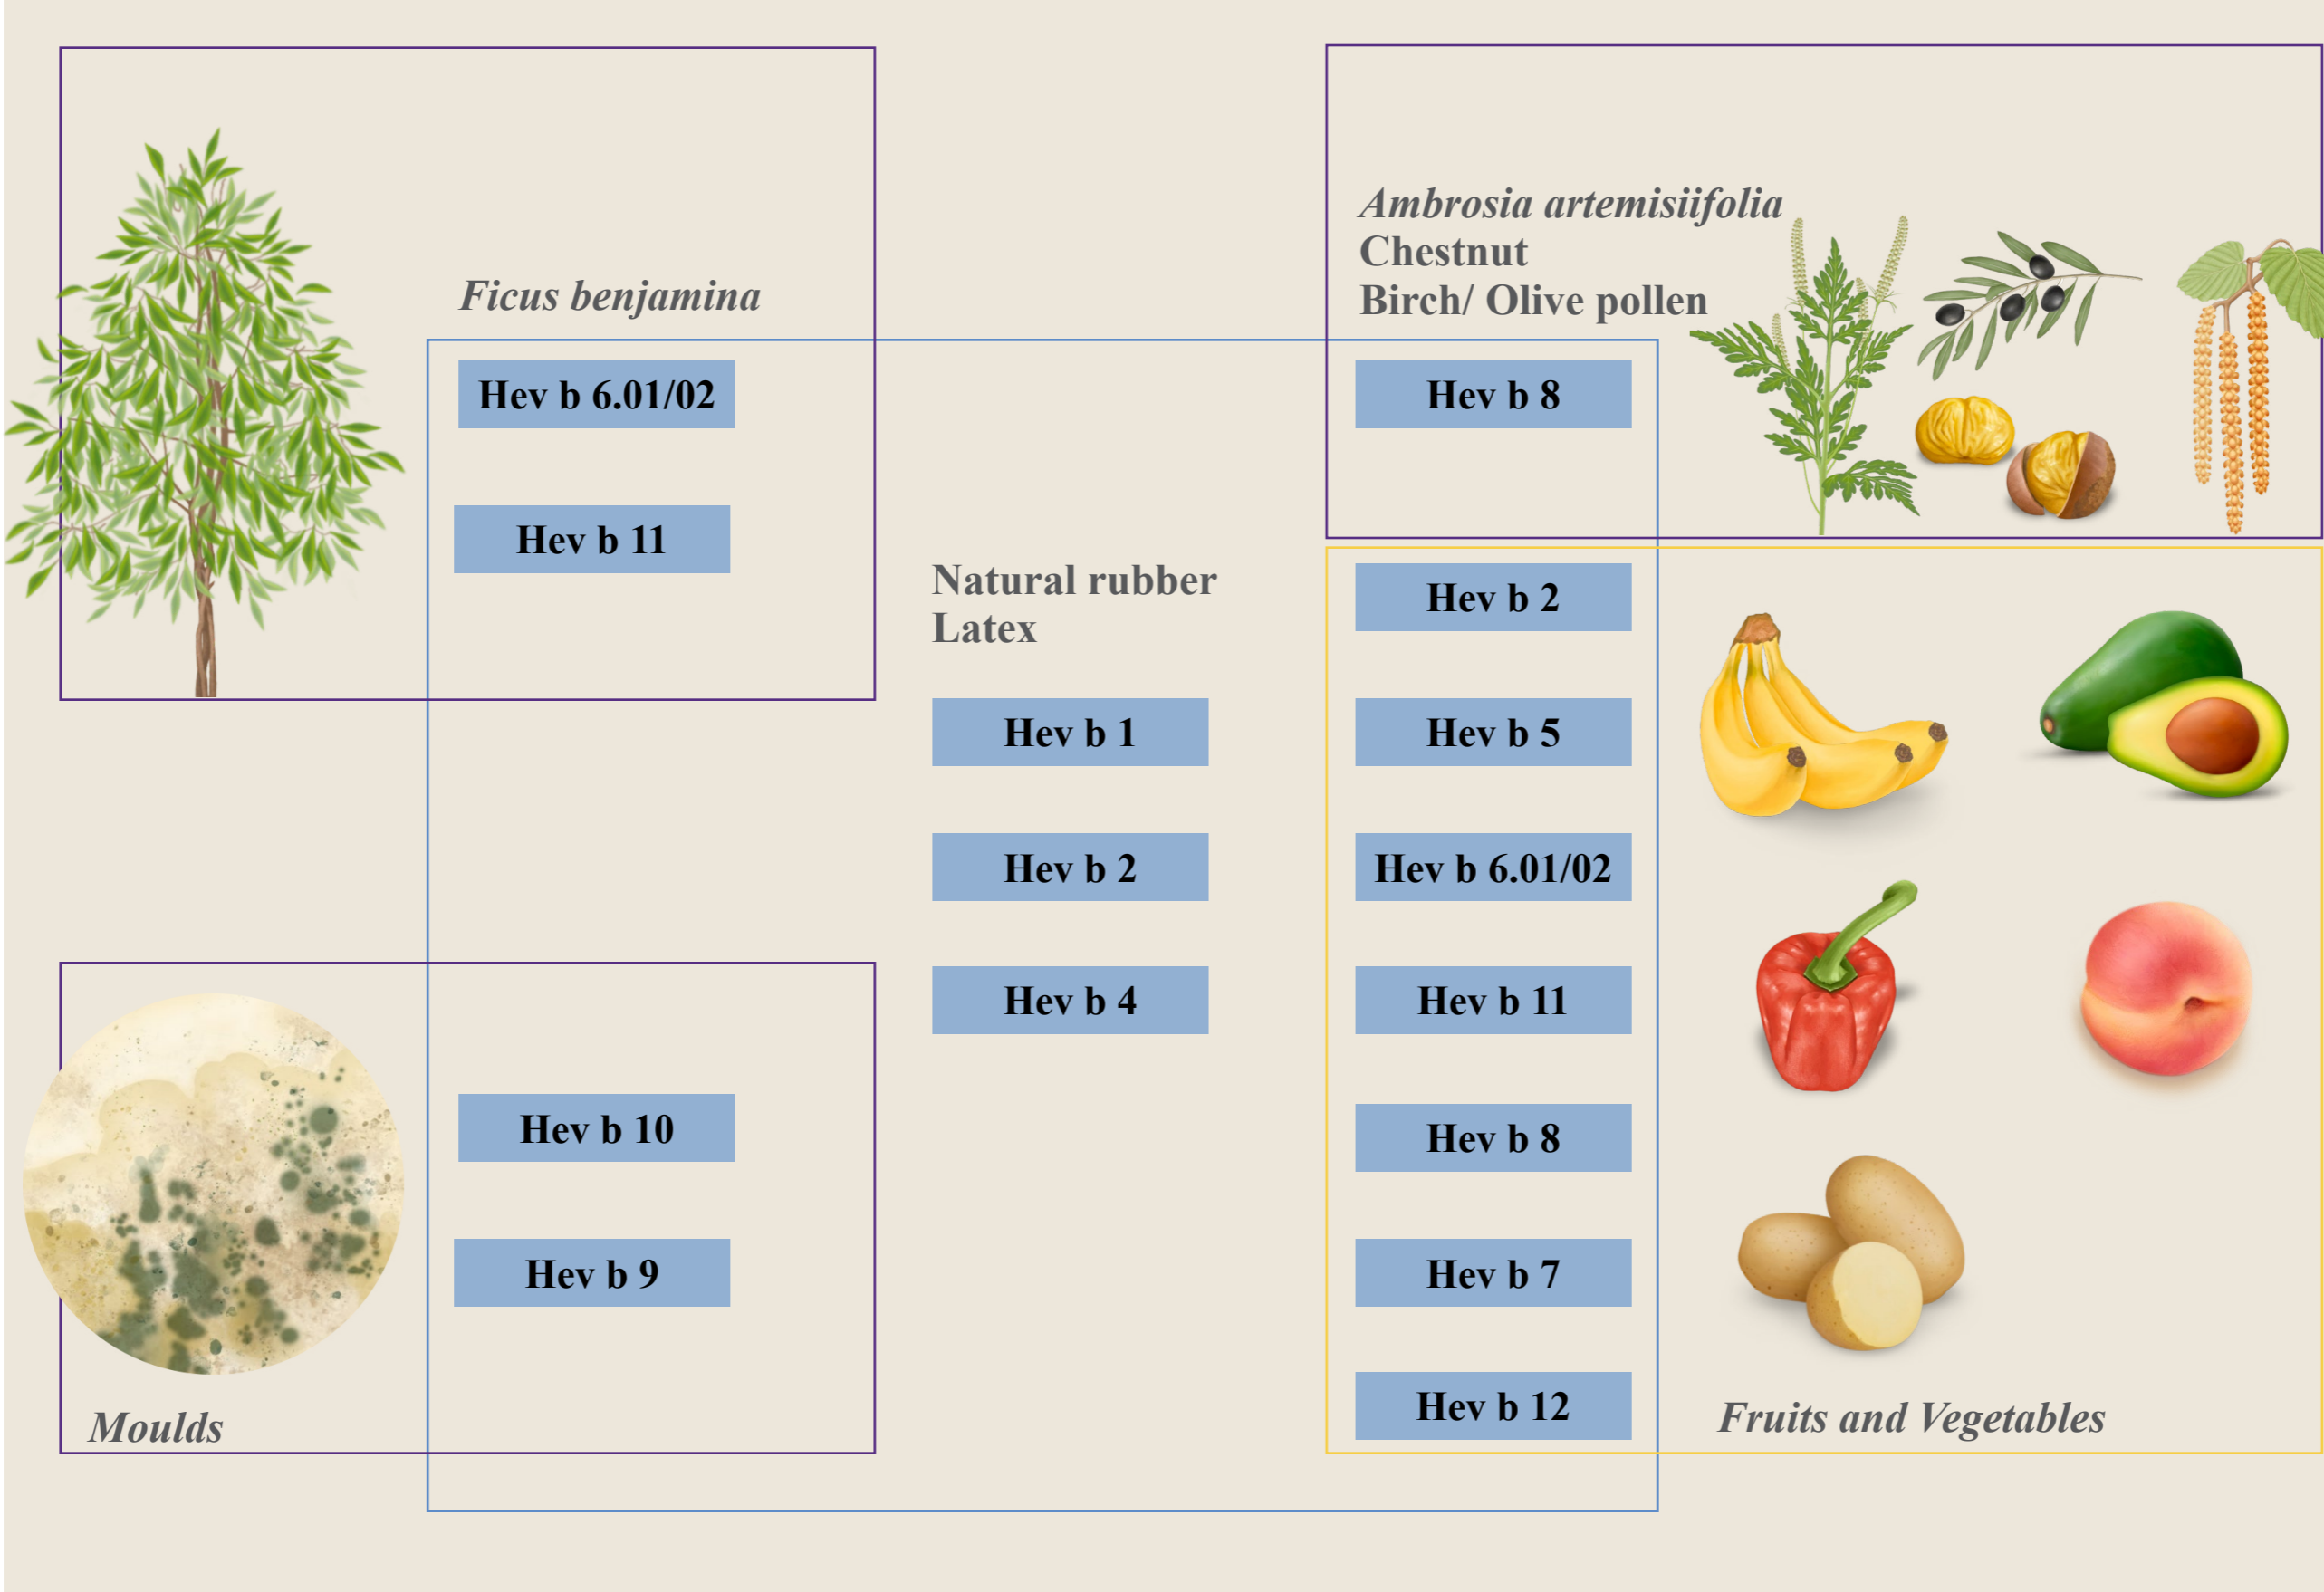 Ficus benjamina
Hev b 6.01/02
Hev b 11
Ambrosia artemisiifolia
Chestnut
Birch/ Olive pollen
Hev b 8
Natural rubber
Latex
Hev b 1
Hev b 2
Hev b 4
Hev b 2
Hev b 5
Hev b 6.01/02
Hev b 11
Hev b 8
Hev b 7
Hev b 12
Fruits and Vegetables
Hev b 10
Hev b 9
Moulds